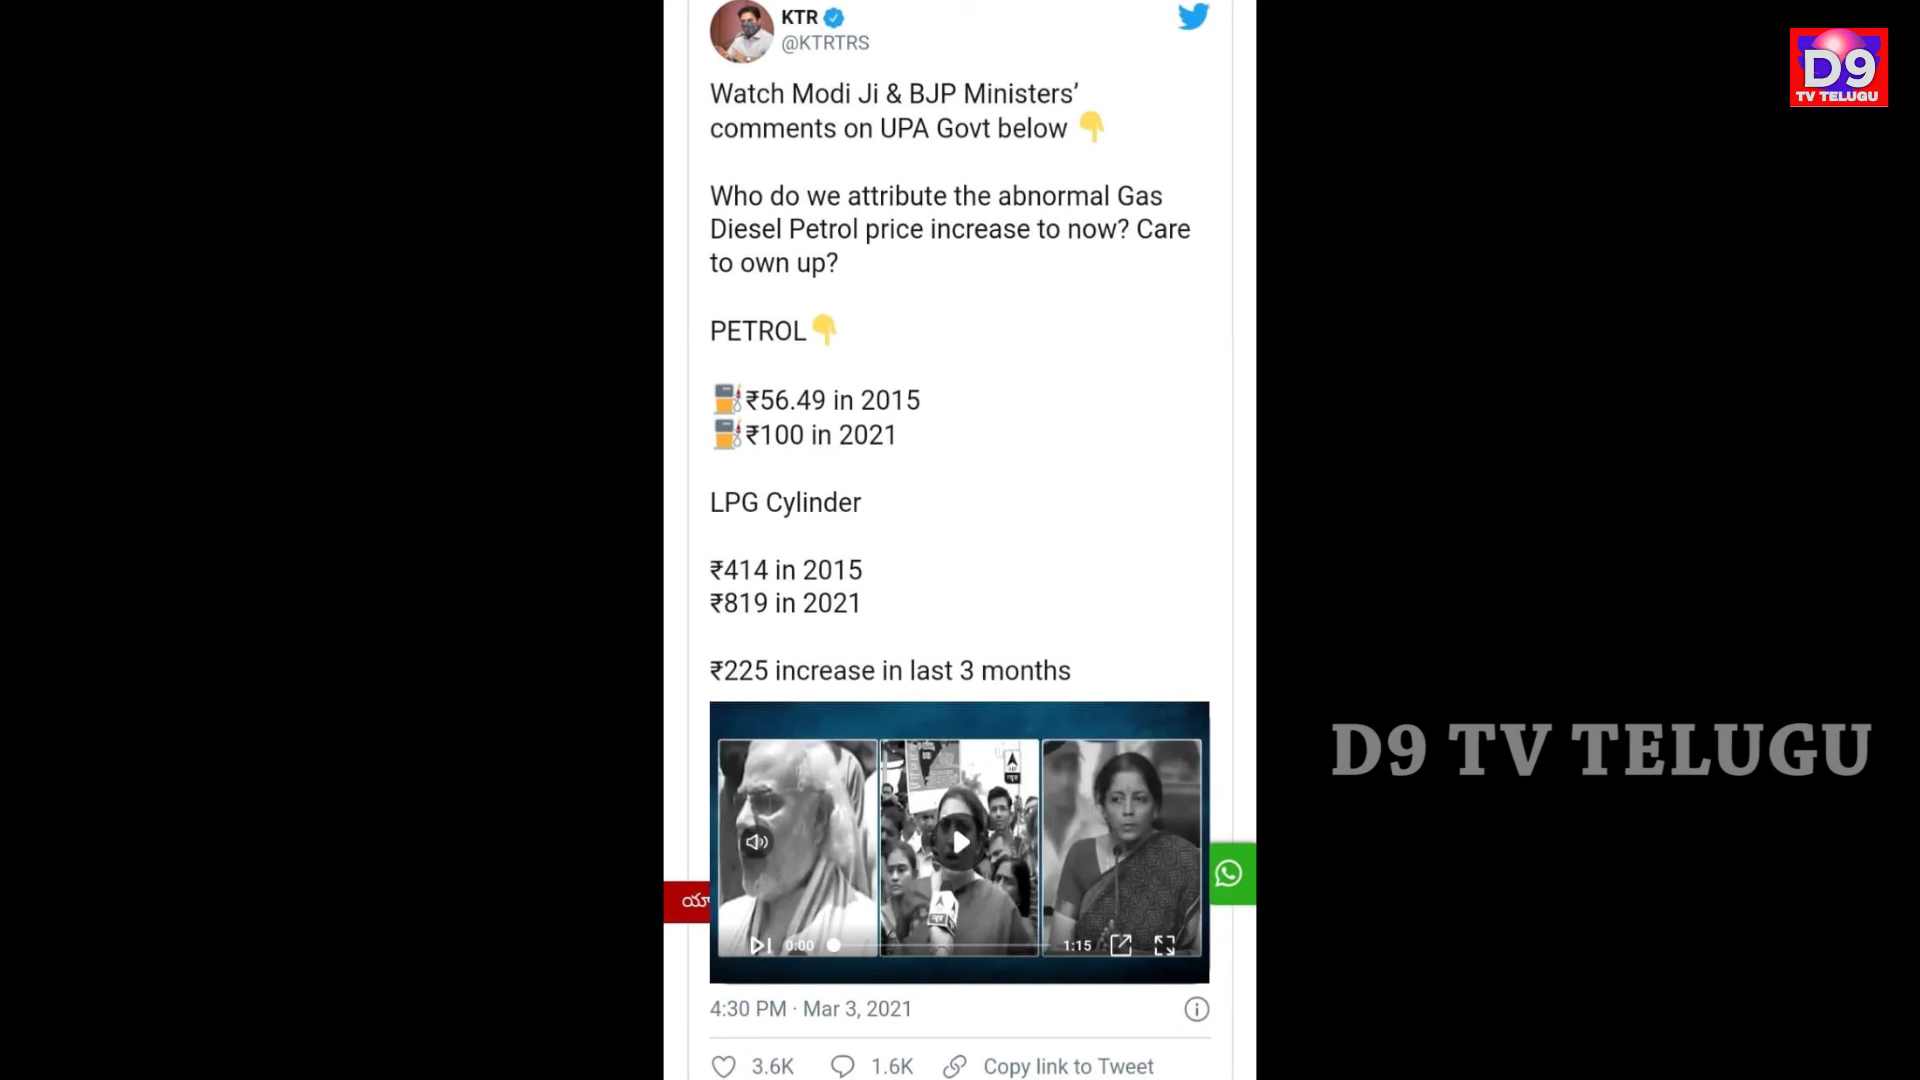 KTR
@KTRTRS
D9
TV TELUGU
Watch Modi Ji & BJP Ministers’
comments on UPA Govt below 👇
Who do we attribute the abnormal Gas
Diesel Petrol price increase to now? Care
to own up?
PETROL👇
⛽₹56.49 in 2015
⛽₹100 in 2021
LPG Cylinder
₹414 in 2015
₹819 in 2021
₹225 increase in last 3 months
D9 TV TELUGU
0:00
1:15
4:30 PM · Mar 3, 2021
3.6K
1.6K
Copy link to Tweet